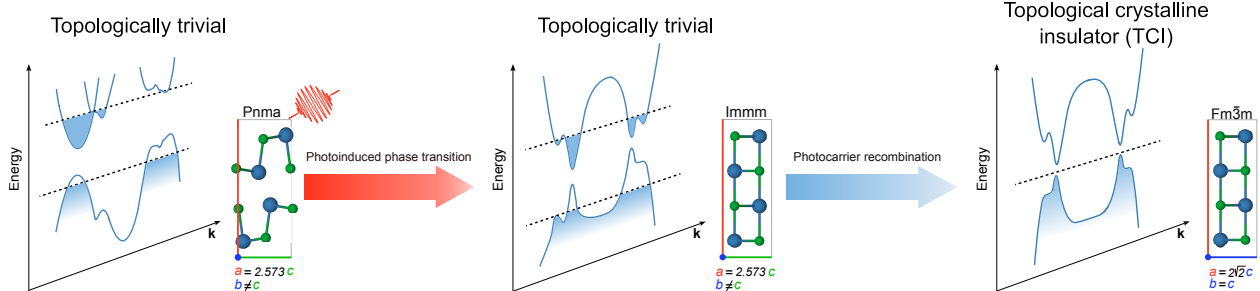 Topologically trivial
Energy
k
Pnma
a = 2.573 c
b ≠ c
Photoinduced phase transition
Topologically trivial
Energy
k
Immm
a = 2.573 c
b ≠ c
Photocarrier recombination
Topological crystalline
insulator (TCI)
Energy
k
Fm3̅m
a = 2√2 c
b = c